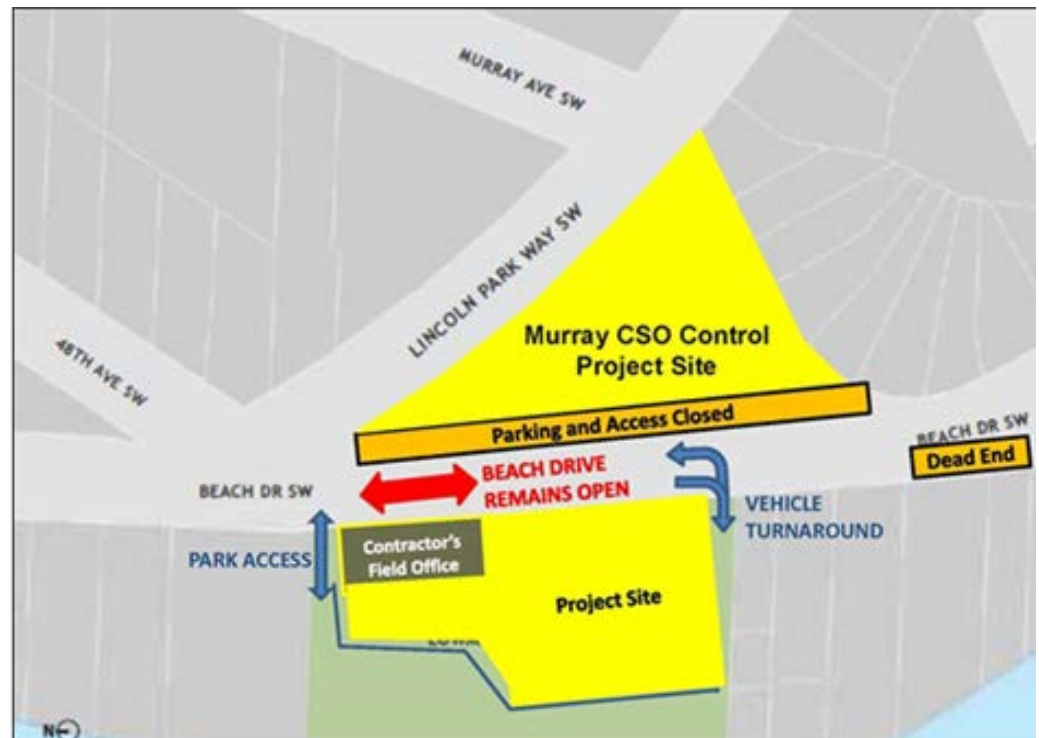 MURRAY AVE SW
LINCOLN PARK WAY SW
48TH AVE SW
Murray CSO Control
Project Site
Parking and Access Closed
BEACH DR SW
Dead End
BEACH DR SW
BEACH DRIVE
REMAINS OPEN
VEHICLE
TURNAROUND
PARK ACCESS
Contractor's
Field Office
Project Site
N